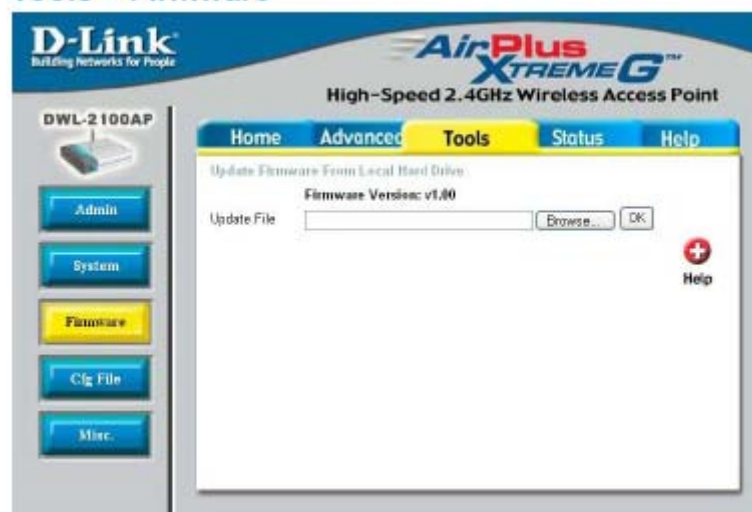 D-Link
Building Networks for People
AirPlus
XTREME G™
High-Speed 2.4GHz Wireless Access Point
DWL-2100AP
Home Advanced Tools Status Help
Update Firmware From Local Hard Drive
Firmware Version: v1.00
Update File Browse... OK
Help
Admin
System
Firmware
Cfg File
Misc.